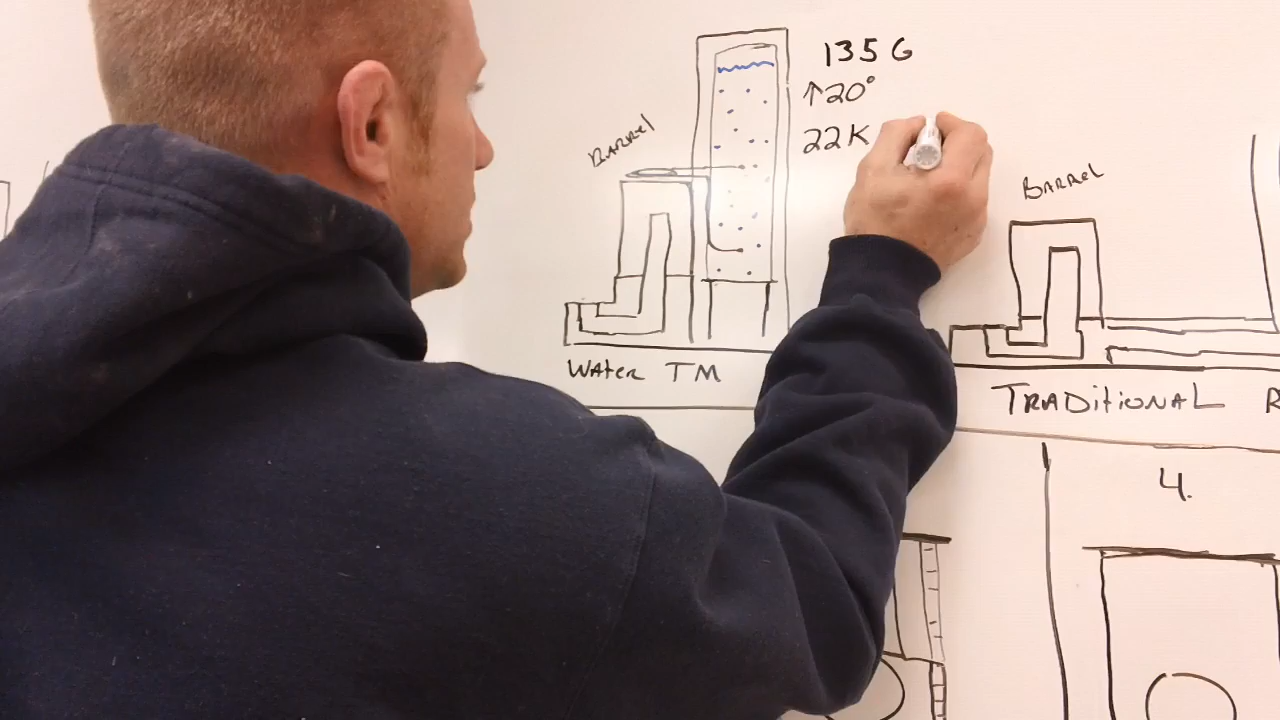 135 G
↑20°
22K
BARREL
BARREL
WAter TM
TRADitiONAL R
4.